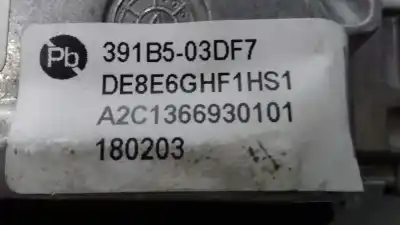 Pb
391B5-03DF7
DE8E6GHF1HS1
A2C1366930101
180203